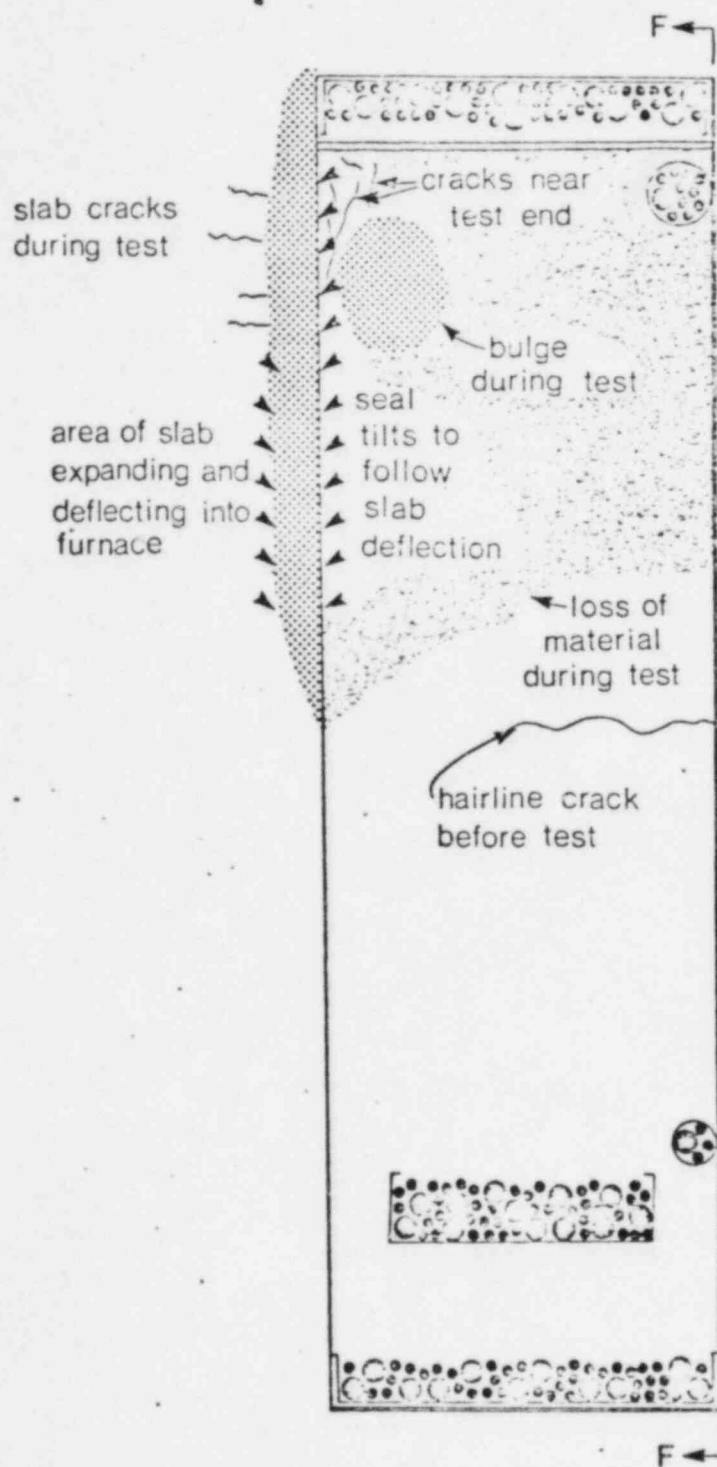 F
slab cracks
during test
cracks near
test end
bulge
during test
area of slab
expanding and
deflecting into
furnace
seal
tilts to
follow
slab
deflection
loss of
material
during test
hairline crack
before test
F